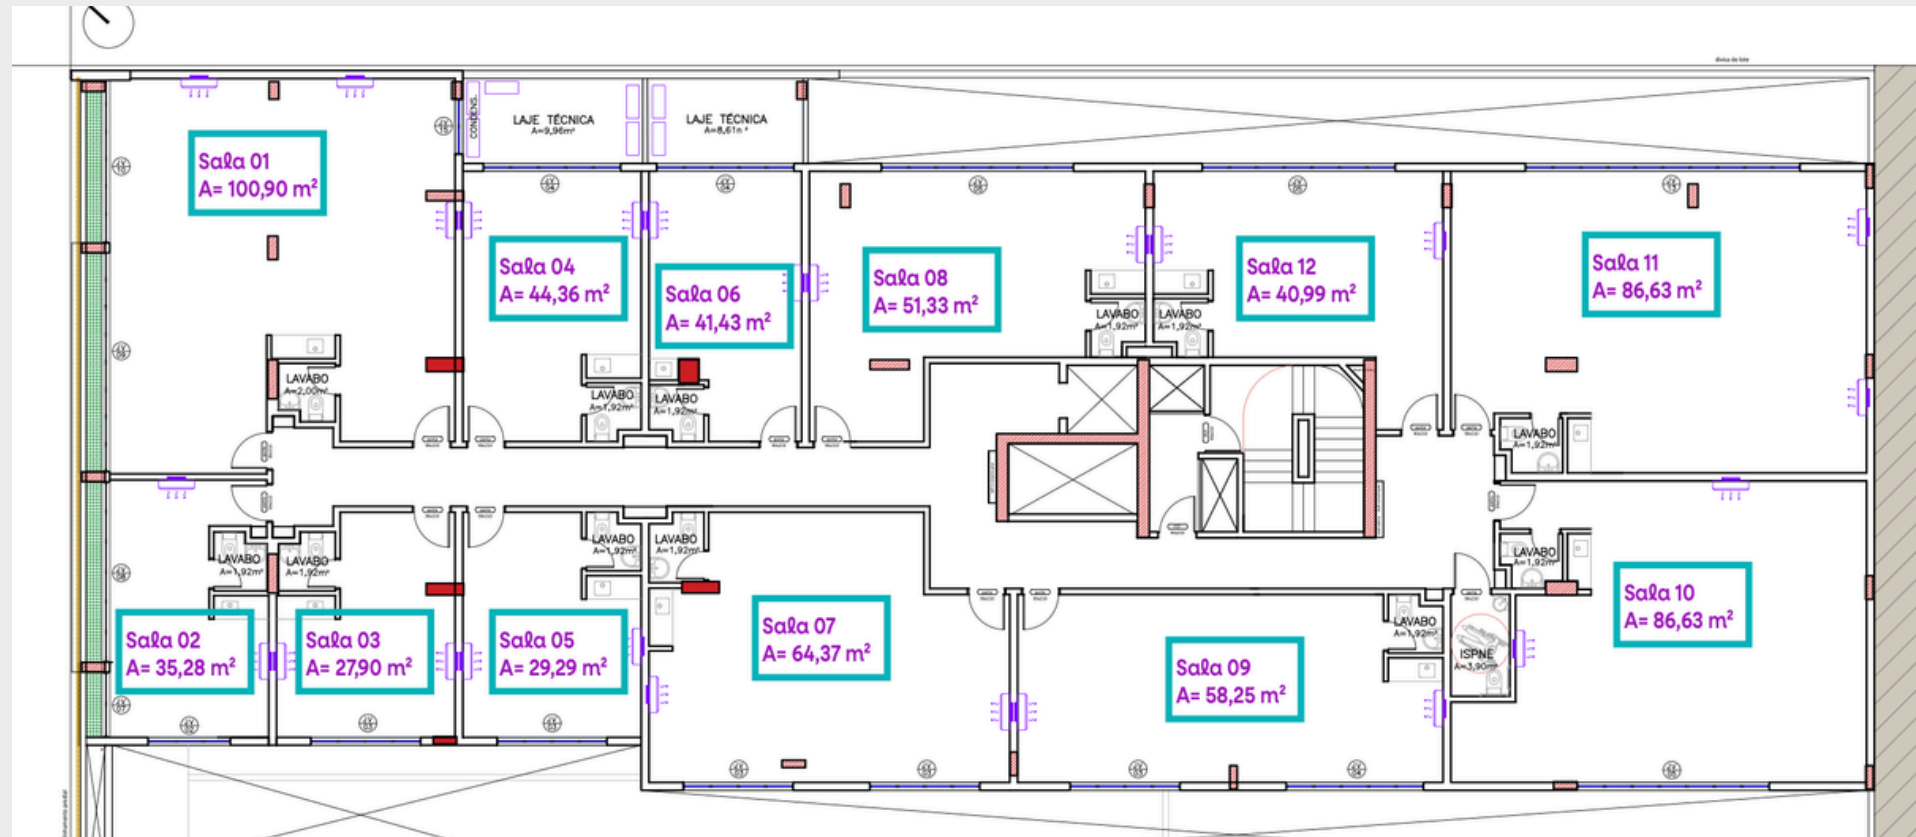 divisa de lote
CONDENS.
LAJE TÉCNICA
A=9,96m²
LAJE TÉCNICA
A=8,61m²
Sala 01
A= 100,90 m²
Sala 04
A= 44,36 m²
Sala 06
A= 41,43 m²
Sala 08
A= 51,33 m²
Sala 12
A= 40,99 m²
Sala 11
A= 86,63 m²
LAVABO
A=1,92m²
LAVABO
A=1,92m²
LAVABO
A=2,00m²
LAVABO
A=1,92m²
LAVABO
A=1,92m²
LAVABO
A=1,92m²
LAVABO
A=1,92m²
LAVABO
A=1,92m²
LAVABO
A=1,92m²
LAVABO
A=1,92m²
LAVABO
A=1,92m²
Sala 02
A= 35,28 m²
Sala 03
A= 27,90 m²
Sala 05
A= 29,29 m²
Sala 07
A= 64,37 m²
Sala 09
A= 58,25 m²
LAVABO
A=1,92m²
ISPNE
A=3,90m²
Sala 10
A= 86,63 m²